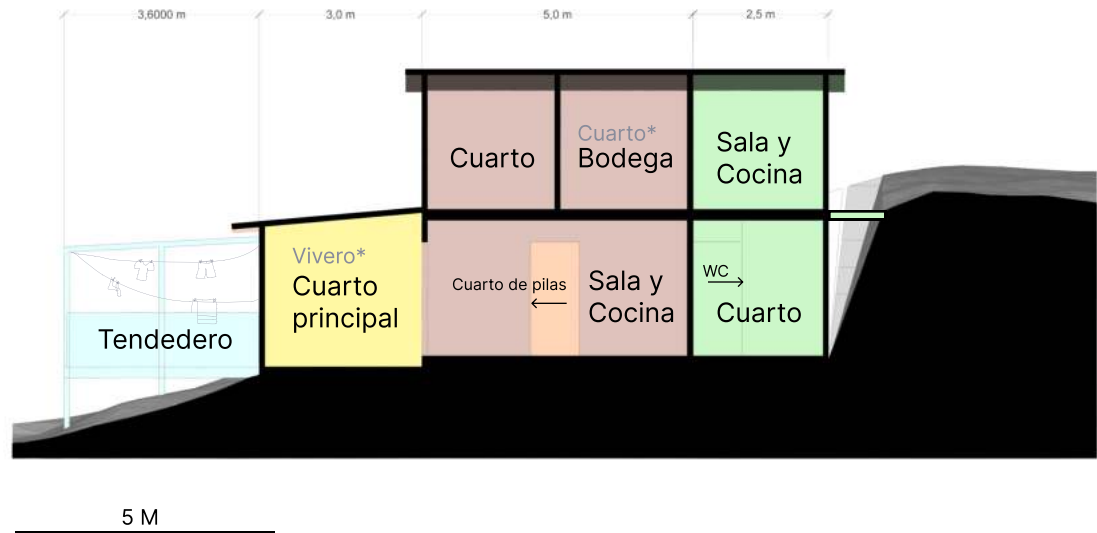 3,6000 m
3,0 m
5,0 m
2,5 m
Cuarto
Cuarto*
Bodega
Sala y
Cocina
Vivero*
Cuarto
principal
Cuarto de pilas
Sala y
Cocina
WC
Cuarto
Tendedero
5 M